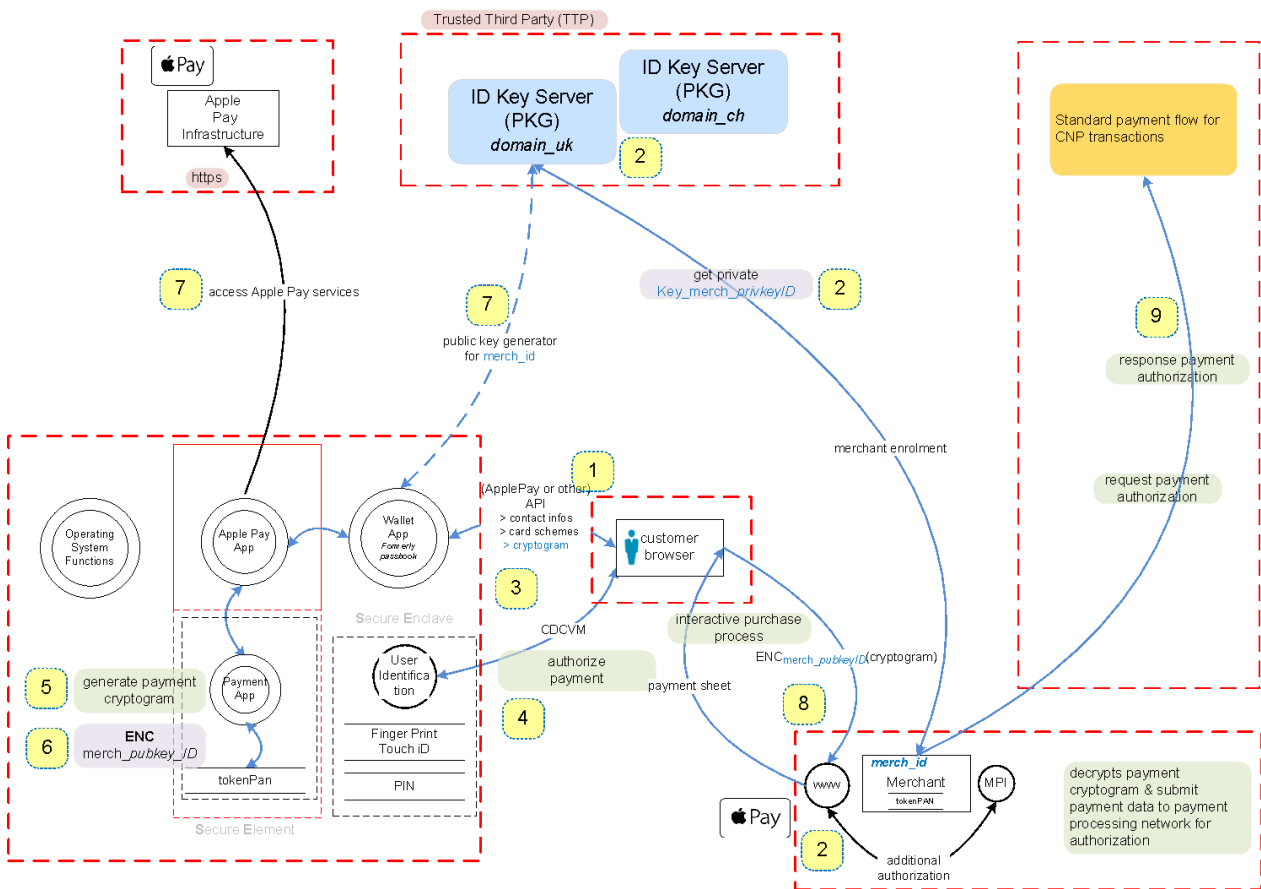 Trusted Third Party (TTP)
Pay
Apple
Pay
Infrastructure
https
ID Key Server
(PKG)
domain_uk
ID Key Server
(PKG)
domain_ch
2
Standard payment flow for
CNP transactions
7
access Apple Pay services
7
public key generator
for merch_id
get private
Key_merch_privkeyID
2
9
response payment
authorization
merchant enrolment
request payment
authorization
1
(ApplePay or other)
API
> contact infos
> card schemes
> cryptogram
3
Operating
System
Functions
Apple Pay
App
Wallet
App
Formerly
passbook
customer
browser
Secure Enclave
CDCVM
authorize
payment
4
interactive purchase
process
ENCmerch_pubkeyID(cryptogram)
payment sheet
8
5
generate payment
cryptogram
6
ENC
merch_pubkey_ID
Payment
App
tokenPan
Secure Element
User
Identifica
tion
Finger Print
Touch iD
PIN
www
merch_id
Merchant
tokenPAN
MPI
Pay
2
additional
authorization
decrypts payment
cryptogram & submit
payment data to payment
processing network for
authorization